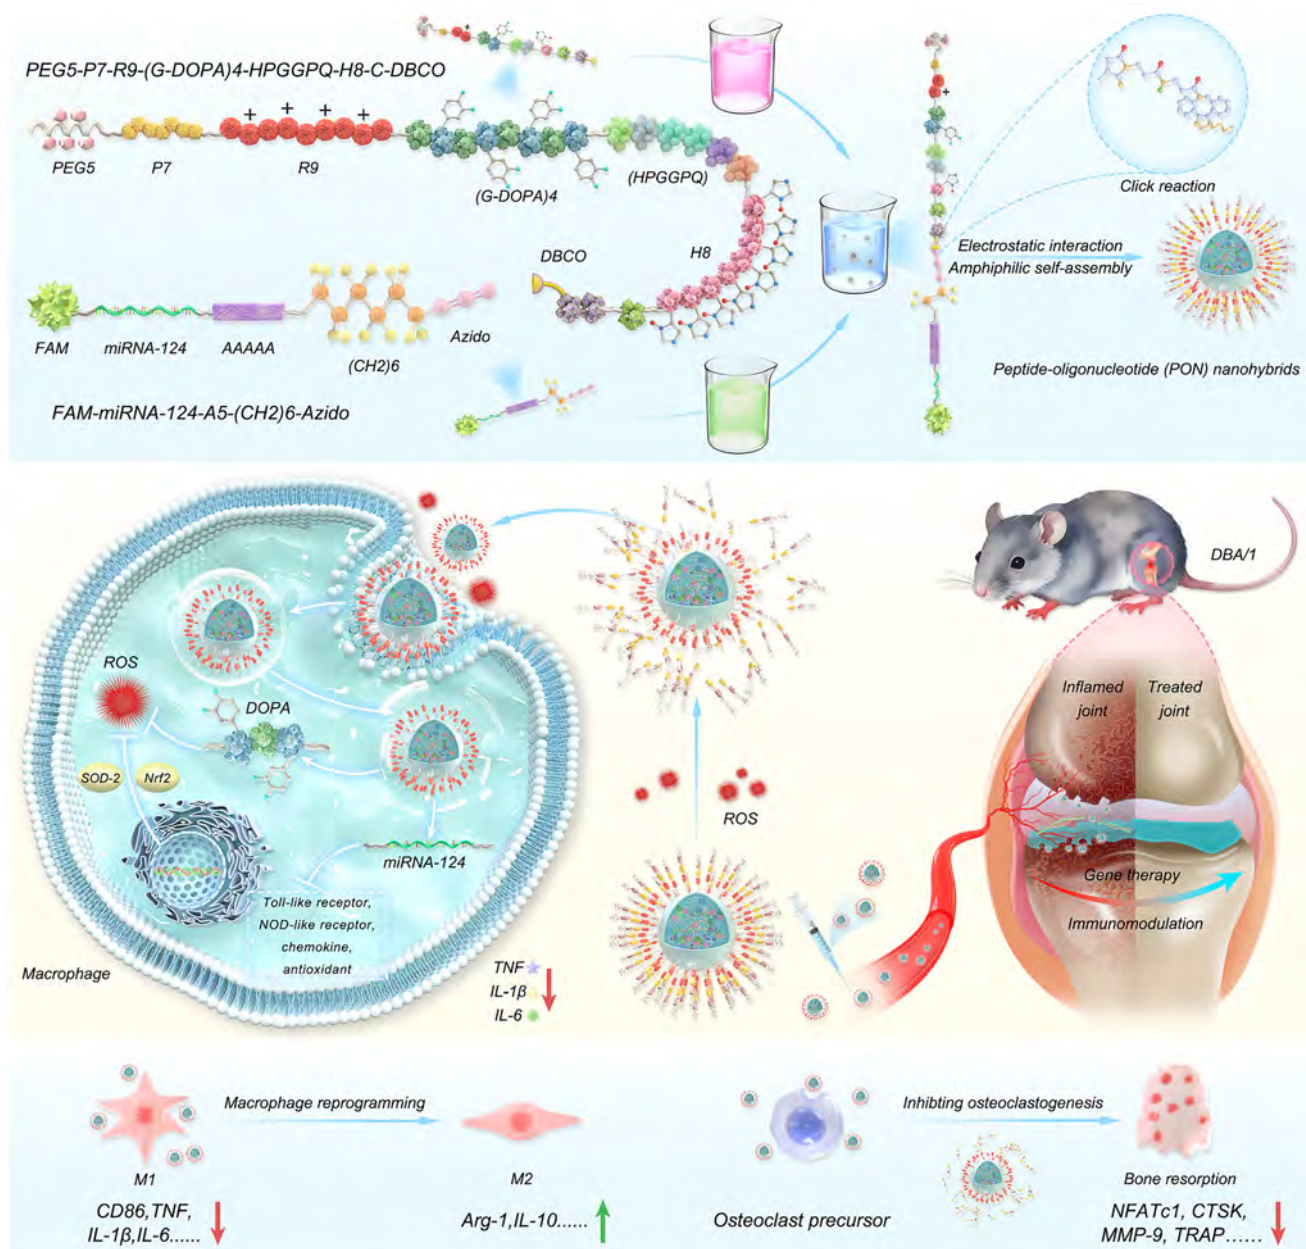 PEG5-P7-R9-(G-DOPA)4-HPGGPQ-H8-C-DBCO
+ + + + +
PEG5
P7
R9
(G-DOPA)4
(HPGGPQ)
H8
DBCO
FAM
miRNA-124
AAAAA
(CH2)6
Azido
FAM-miRNA-124-A5-(CH2)6-Azido
+
+
Click reaction
Electrostatic interaction
Amphiphilic self-assembly
Peptide-oligonucleotide (PON) nanohybrids
ROS
DOPA
SOD-2
Nrf2
miRNA-124
Toll-like receptor,
NOD-like receptor,
chemokine,
antioxidant
Macrophage
TNF
IL-1β
IL-6
ROS
DBA/1
Inflamed
joint
Treated
joint
Gene therapy
Immunomodulation
Macrophage reprogramming
M1
M2
CD86,TNF,
IL-1β,IL-6......
Arg-1,IL-10......
Inhibting osteoclastogenesis
Osteoclast precursor
Bone resorption
NFATc1, CTSK,
MMP-9, TRAP......